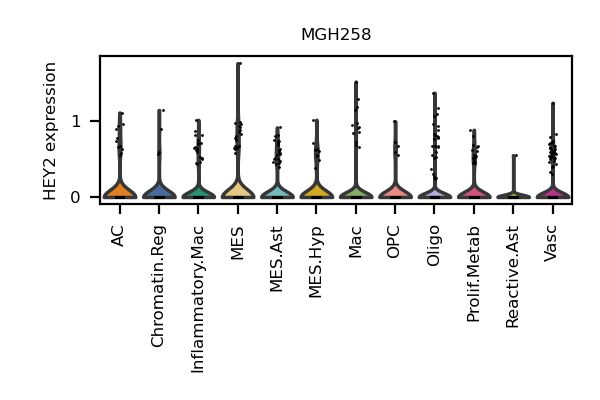 MGH258
HEY2 expression
1
0
AC
Chromatin.Reg
Inflammatory.Mac
MES
MES.Ast
MES.Hyp
Mac
OPC
Oligo
Prolif.Metab
Reactive.Ast
Vasc